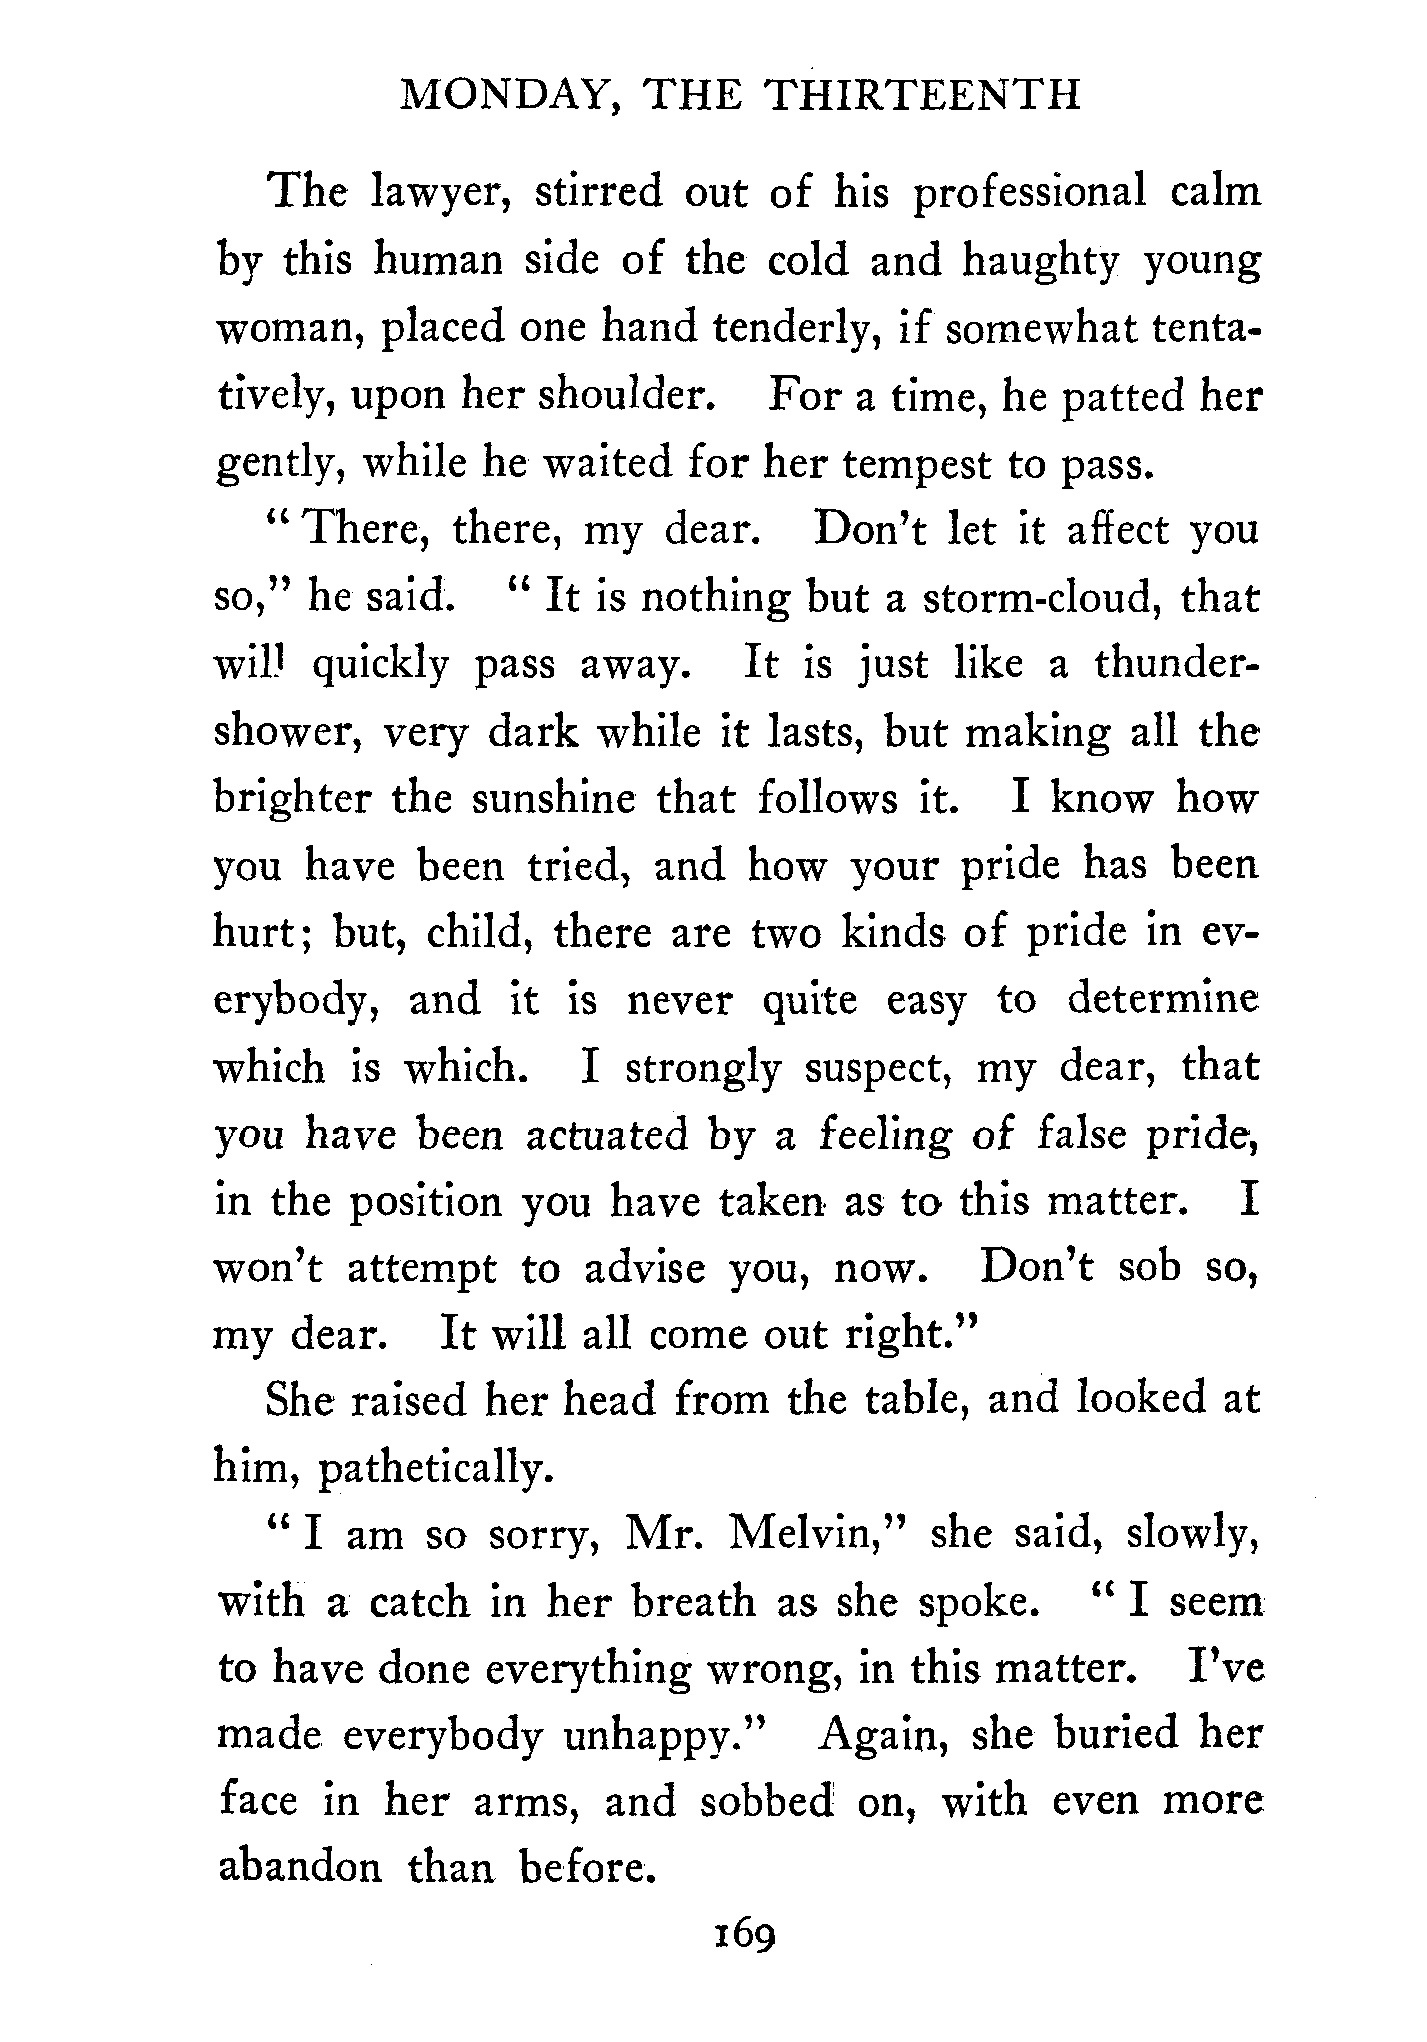 MONDAY, THE THIRTEENTH
The lawyer, stirred out of his professional calm
by this human side of the cold and haughty young
woman, placed one hand tenderly, if somewhat tenta-
tively, upon her shoulder. For a time, he patted her
gently, while he waited for her tempest to pass.
“ There, there, my dear. Don't let it affect you
so,” he said. “ It is nothing but a storm-cloud, that
will quickly pass away. It is just like a thunder-
shower, very dark while it lasts, but making all the
brighter the sunshine that follows it. I know how
you have been tried, and how your pride has been
hurt; but, child, there are two kinds of pride in ev-
erybody, and it is never quite easy to determine
which is which. I strongly suspect, my dear, that
you have been actuated by a feeling of false pride,
in the position you have taken as to this matter. I
won't attempt to advise you, now. Don't sob so,
my dear. It will all come out right.”
She raised her head from the table, and looked at
him, pathetically.
“ I am so sorry, Mr. Melvin,” she said, slowly,
with a catch in her breath as she spoke. “ I seem
to have done everything wrong, in this matter. I've
made everybody unhappy.” Again, she buried her
face in her arms, and sobbed on, with even more
abandon than before.
169